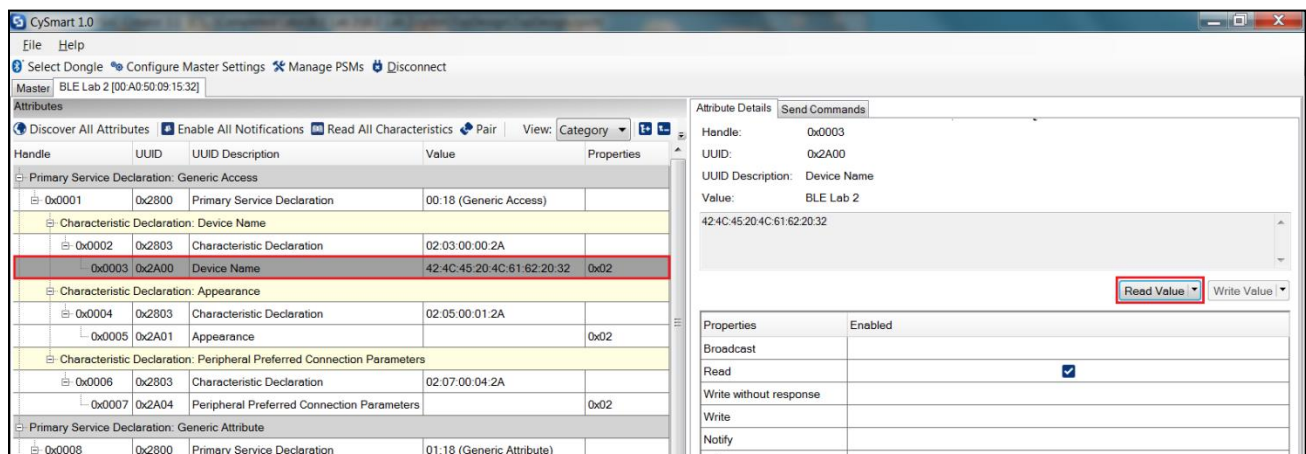 CySmart 1.0
File Help
Select Dongle Configure Master Settings Manage PSMs Disconnect
Master BLE Lab 2 [00:A0:50:09:15:32]
Attributes
Discover All Attributes Enable All Notifications Read All Characteristics Pair View: Category
Handle UUID UUID Description Value Properties
Primary Service Declaration: Generic Access
0x0001 0x2800 Primary Service Declaration 00:18 (Generic Access)
Characteristic Declaration: Device Name
0x0002 0x2803 Characteristic Declaration 02:03:00:00:2A
0x0003 0x2A00 Device Name 42:4C:45:20:4C:61:62:20:32 0x02
Characteristic Declaration: Appearance
0x0004 0x2803 Characteristic Declaration 02:05:00:01:2A
0x0005 0x2A01 Appearance 0x02
Characteristic Declaration: Peripheral Preferred Connection Parameters
0x0006 0x2803 Characteristic Declaration 02:07:00:04:2A
0x0007 0x2A04 Peripheral Preferred Connection Parameters 0x02
Primary Service Declaration: Generic Attribute
0x0008 0x2800 Primary Service Declaration 01:18 (Generic Attribute)
Attribute Details Send Commands
Handle: 0x0003
UUID: 0x2A00
UUID Description: Device Name
Value: BLE Lab 2
42:4C:45:20:4C:61:62:20:32
Read Value Write Value
Properties Enabled
Broadcast
Read
Write without response
Write
Notify